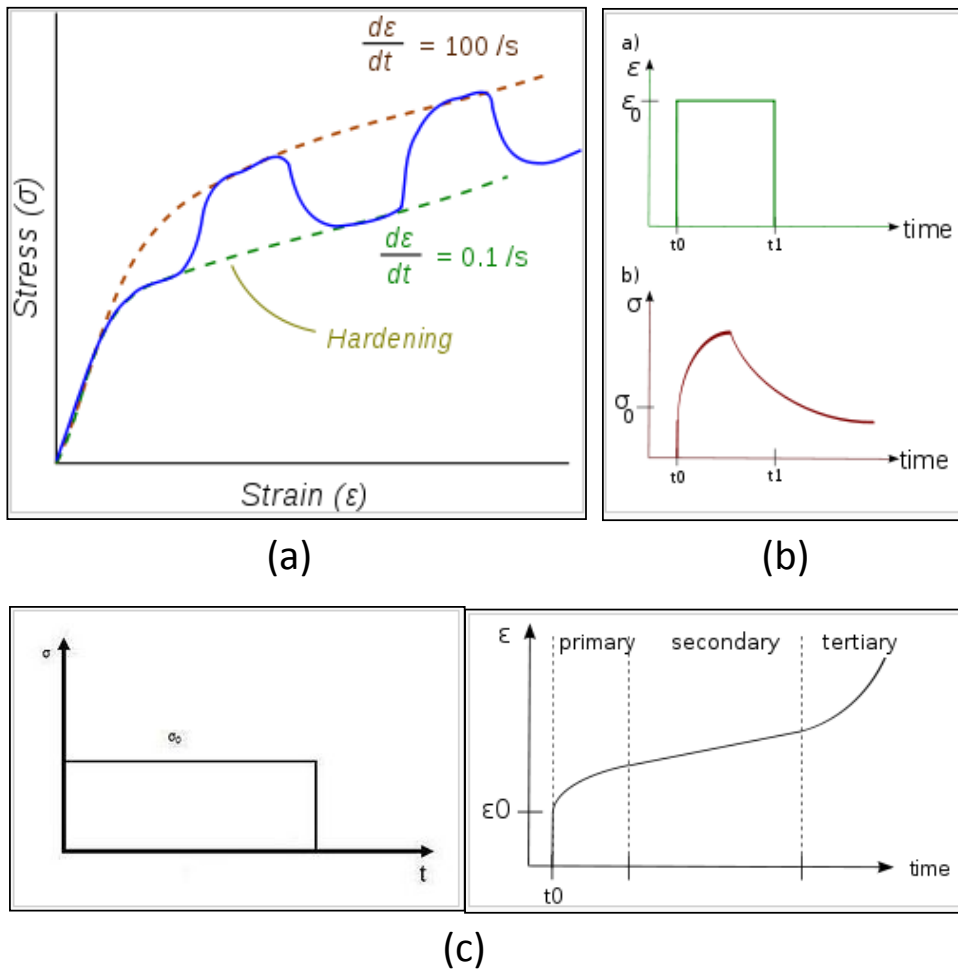 dε/dt = 100 /s
Stress (σ)
dε/dt = 0.1 /s
Hardening
Strain (ε)
(a)
a)
ε
ε0
t0 t1 time
b)
σ
σ0
t0 t1 time
(b)
σ
σ0
t
ε primary secondary tertiary
ε0
t0
time
(c)